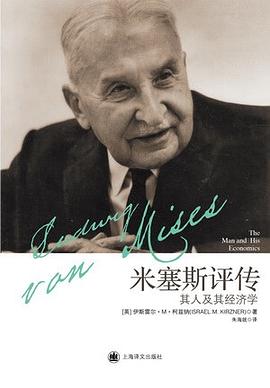 Ludwig
von Mises
The
Man and His
Economics
米塞斯评传
其人及其经济学
[英] 伊斯雷尔·M·柯兹纳(ISRAEL M. KIRZNER) ◎ 著
朱海就 ◎ 译
上海译文出版社